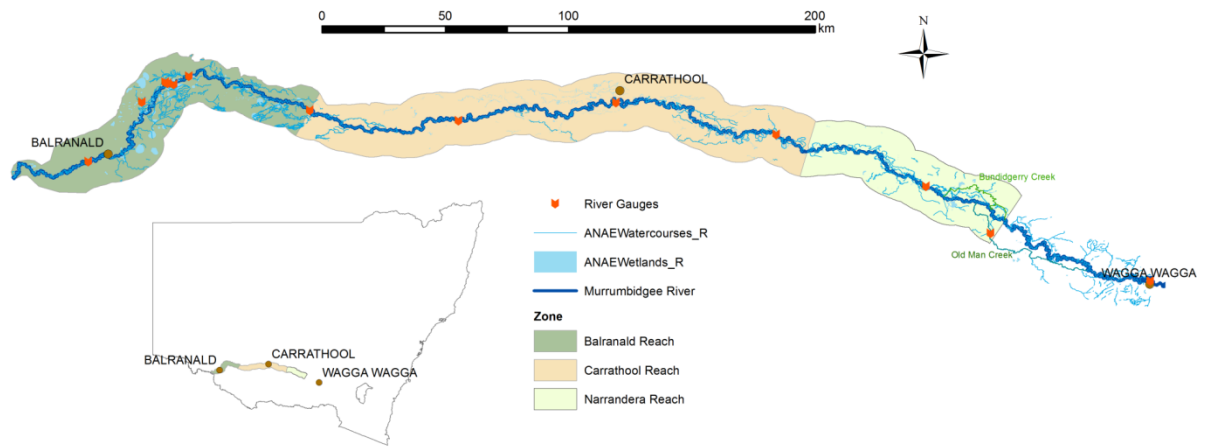 0 50 100 200
km
N
CARRATHOOL
BALRANALD
Bundidgerry Creek
Old Man Creek
WAGGA WAGGA
River Gauges
ANAEWatercourses_R
ANAEWetlands_R
Murrumbidgee River
Zone
Balranald Reach
Carrathool Reach
Narrandera Reach
BALRANALD
CARRATHOOL
WAGGA WAGGA